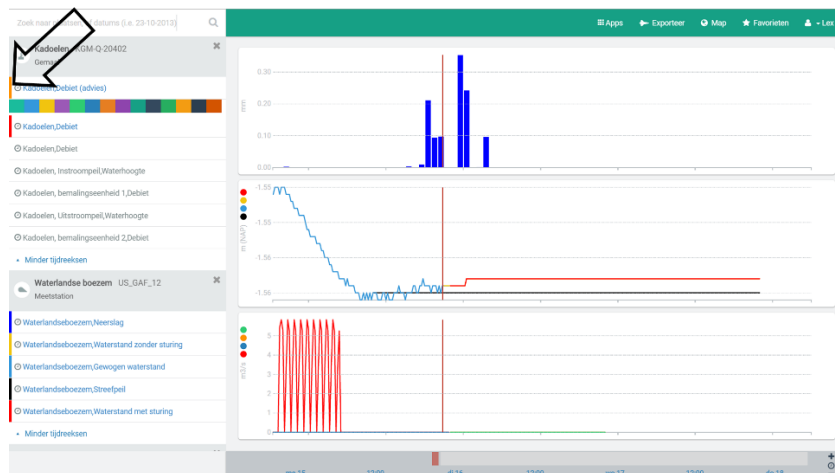 Zoek naar
datums (i.e. 23-10-2013)
Apps Exporteer Map Favorieten Lex
Kadoelen KGM-Q-20402
Kadoelen,Debiet (advies)
Kadoelen,Debiet
Kadoelen,Debiet
Kadoelen, Instroompeil,Waterhoogte
Kadoelen, bemalingseenheid 1,Debiet
Kadoelen, Uitstroompeil,Waterhoogte
Kadoelen, bemalingseenheid 2,Debiet
Minder tijdreeksen
Waterlandse boezem US_GAF_12
Meetstation
Waterlandseboezem,Neerslag
Waterlandseboezem,Waterstand zonder sturing
Waterlandseboezem,Gewogen waterstand
Waterlandseboezem,Streefpeil
Waterlandseboezem,Waterstand met sturing
Minder tijdreeksen
0.30
0.20
0.10
0.00
mm
-1.55
-1.55
-1.56
m (NAP)
5
4
3
2
1
0
m3/s
12:00
di 16
12:00
12:00